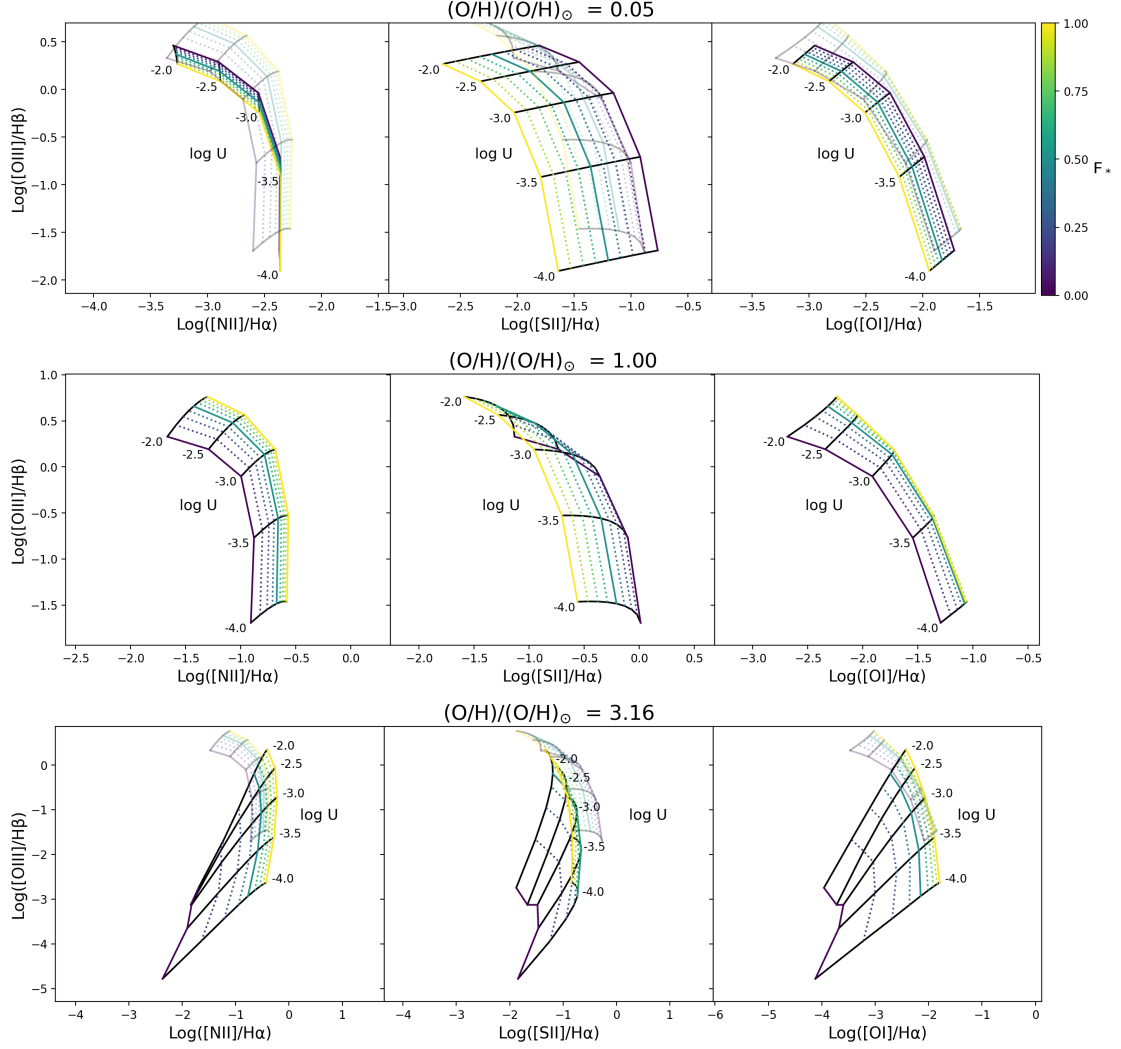 (O/H)/(O/H)⊙ = 0.05
0.5
0.0
−0.5
−1.0
−1.5
−2.0
Log([OIII]/Hβ)
-2.0
-2.5
-3.0
log U
-3.5
-4.0
−4.0 −3.5 −3.0 −2.5 −2.0 −1.5
Log([NII]/Hα)
-2.0
-2.5
-3.0
log U
-3.5
-4.0
−3.0 −2.5 −2.0 −1.5 −1.0 −0.5
Log([SII]/Hα)
-2.0
-2.5
-3.0
log U
-3.5
-4.0
−3.5 −3.0 −2.5 −2.0 −1.5
Log([OI]/Hα)
1.00
0.75
0.50
0.25
0.00
F*
(O/H)/(O/H)⊙ = 1.00
1.0
0.5
0.0
−0.5
−1.0
−1.5
Log([OIII]/Hβ)
-2.0
-2.5
-3.0
log U
-3.5
-4.0
−2.5 −2.0 −1.5 −1.0 −0.5 0.0
Log([NII]/Hα)
-2.0
-2.5
-3.0
log U
-3.5
-4.0
−2.0 −1.5 −1.0 −0.5 0.0 0.5
Log([SII]/Hα)
-2.0
-2.5
-3.0
log U
-3.5
-4.0
−3.0 −2.5 −2.0 −1.5 −1.0 −0.5
Log([OI]/Hα)
(O/H)/(O/H)⊙ = 3.16
0
−1
−2
−3
−4
−5
Log([OIII]/Hβ)
-2.0
-2.5
-3.0
log U
-3.5
-4.0
−4 −3 −2 −1 0 1
Log([NII]/Hα)
-2.0
-2.5
-3.0
log U
-3.5
-4.0
−4 −3 −2 −1 0 1
Log([SII]/Hα)
-2.0
-2.5
-3.0
log U
-3.5
-4.0
−6 −5 −4 −3 −2 −1 0
Log([OI]/Hα)